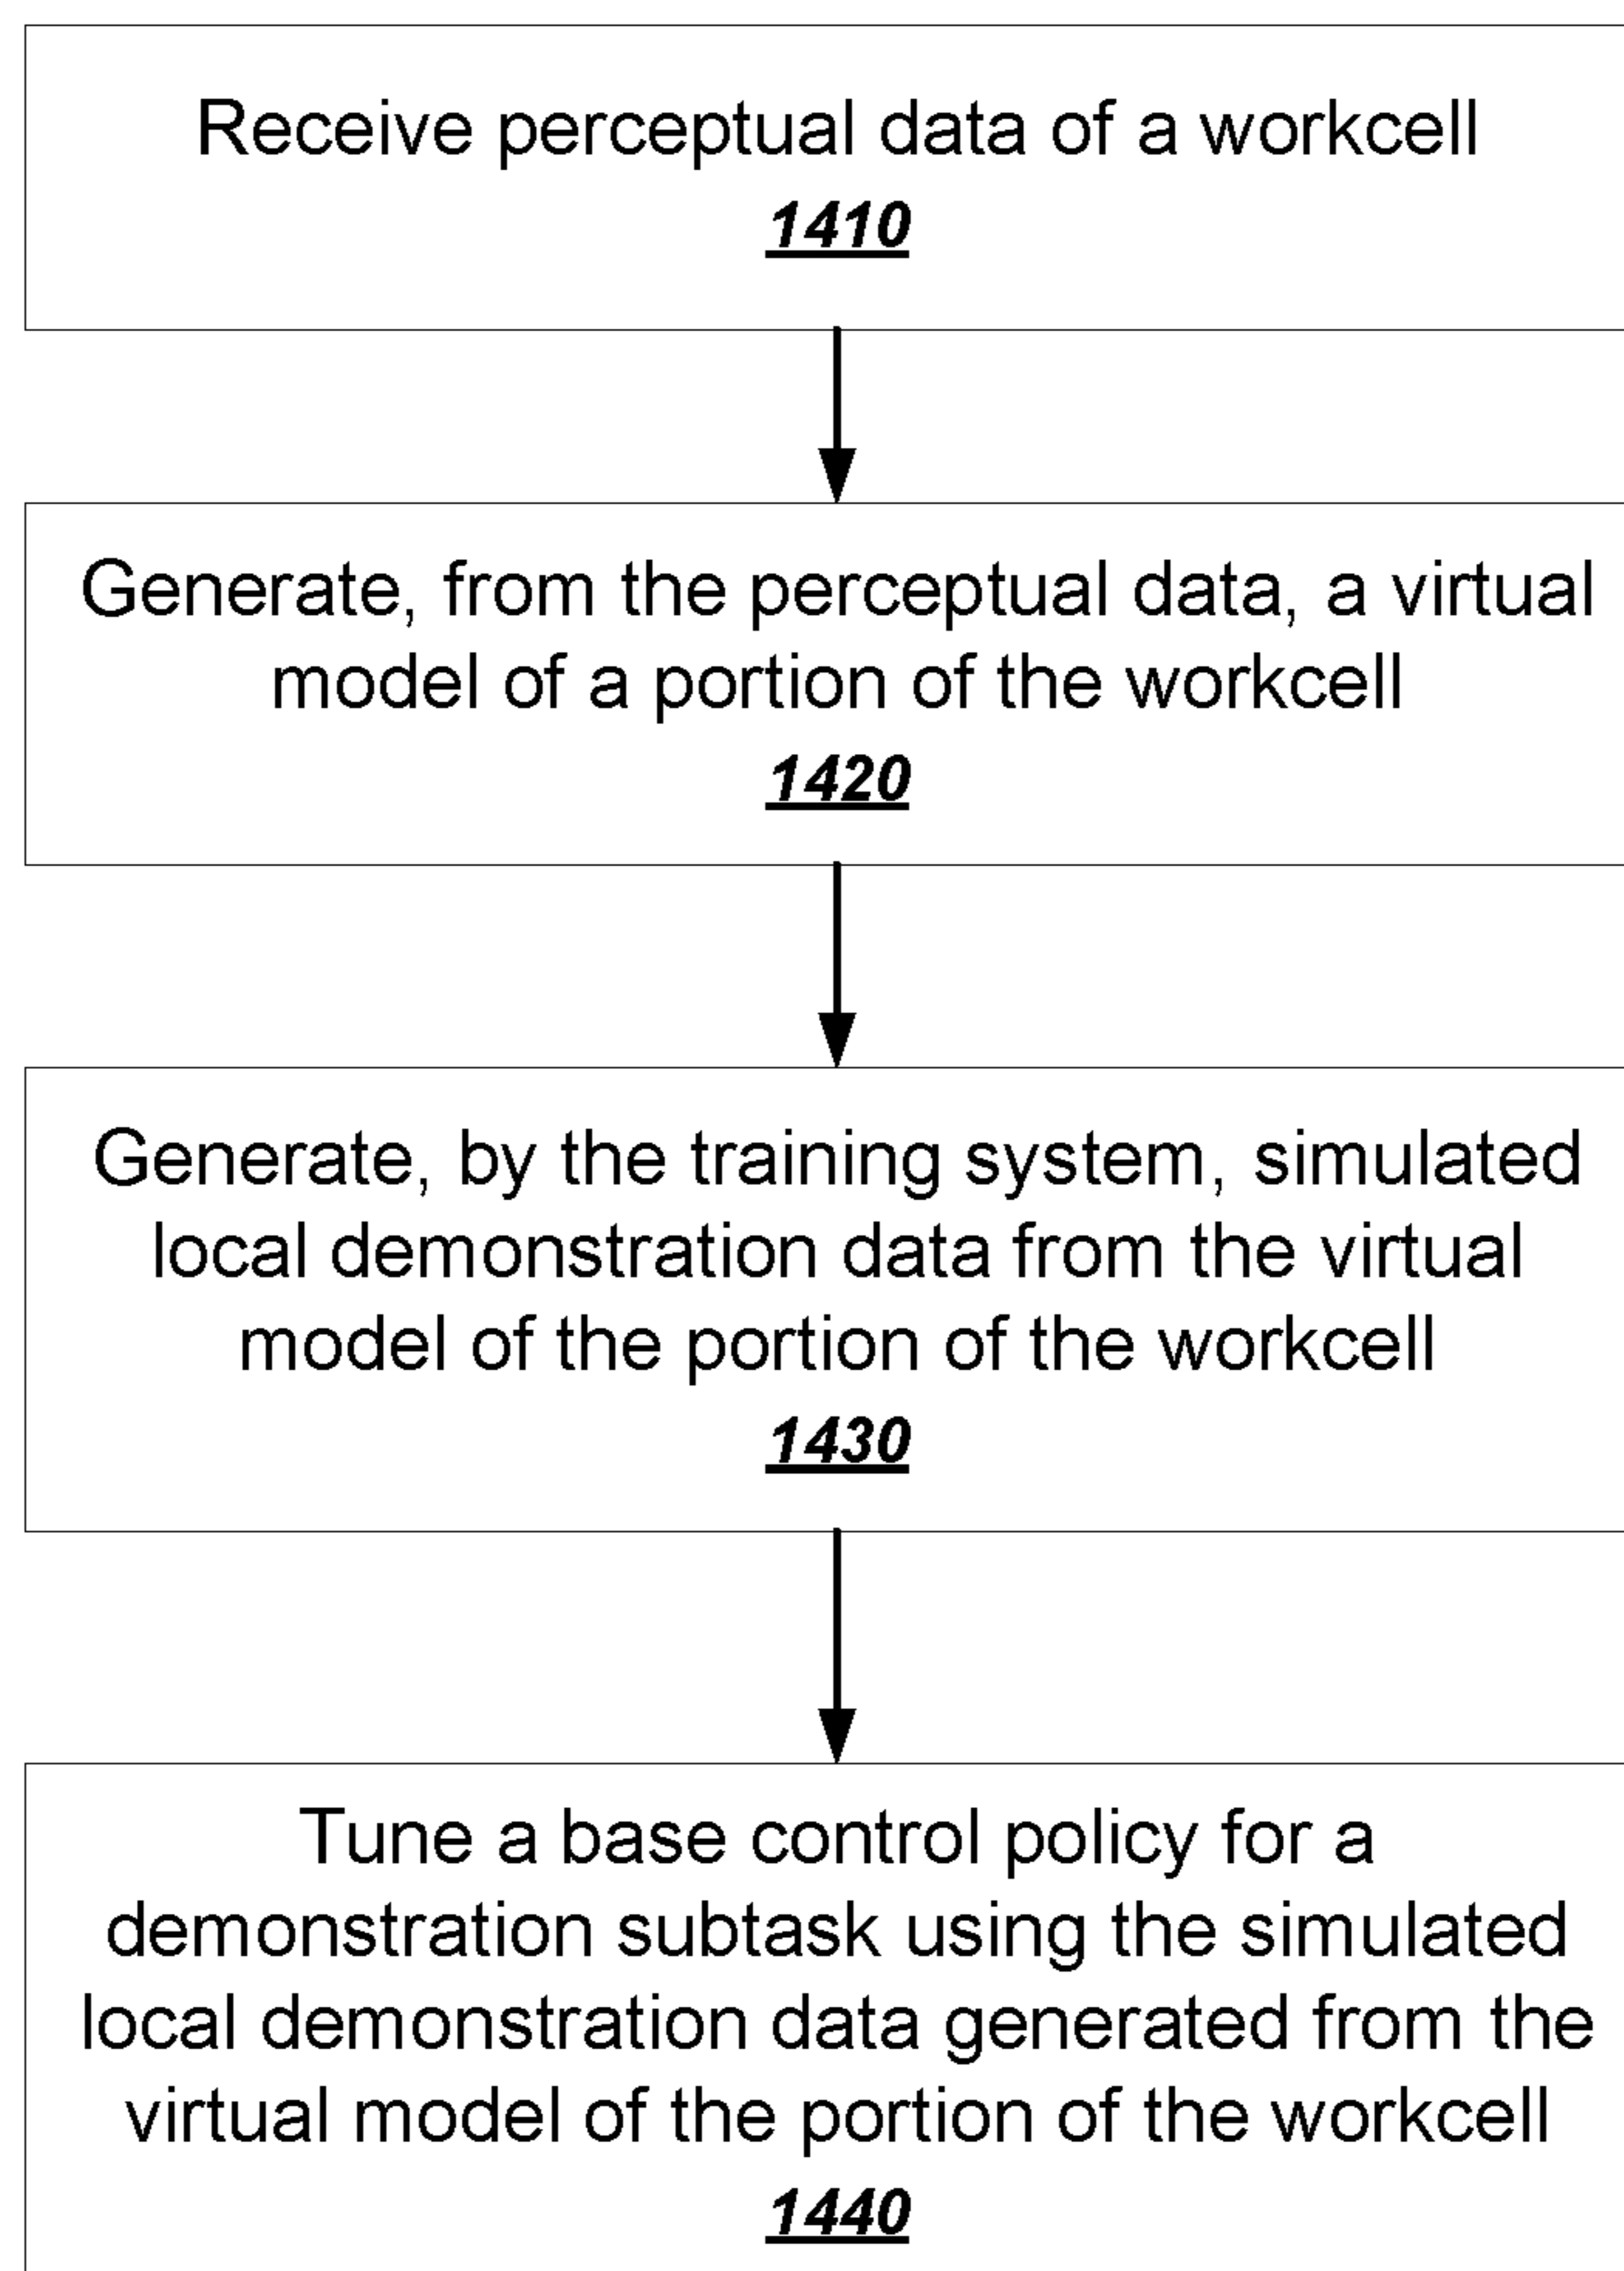 Receive perceptual data of a workcell
1410
Generate, from the perceptual data, a virtual
model of a portion of the workcell
1420
Generate, by the training system, simulated
local demonstration data from the virtual
model of the portion of the workcell
1430
Tune a base control policy for a
demonstration subtask using the simulated
local demonstration data generated from the
virtual model of the portion of the workcell
1440